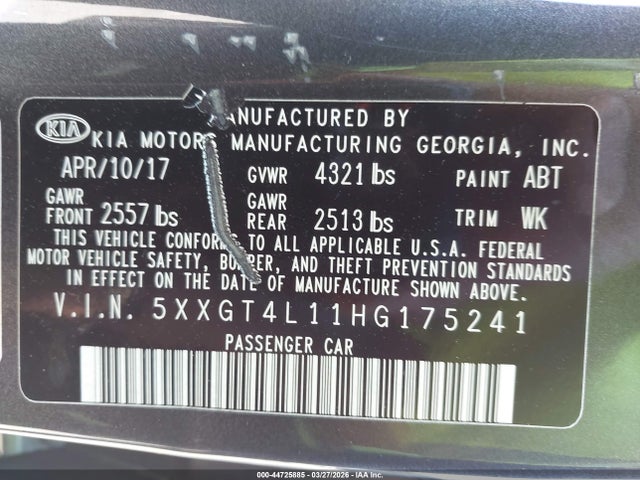 MANUFACTURED BY
KIA KIA MOTORS MANUFACTURING GEORGIA, INC.
APR/10/17 GVWR 4321 lbs PAINT ABT
GAWR FRONT 2557 lbs GAWR REAR 2513 lbs TRIM WK
THIS VEHICLE CONFORMS TO ALL APPLICABLE U.S.A. FEDERAL
MOTOR VEHICLE SAFETY, BUMPER, AND THEFT PREVENTION STANDARDS
IN EFFECT ON THE DATE OF MANUFACTURE SHOWN ABOVE.
V.I.N. 5XXGT4L11HG175241
PASSENGER CAR
000-44725885 - 03/27/2026 - IAA Inc.